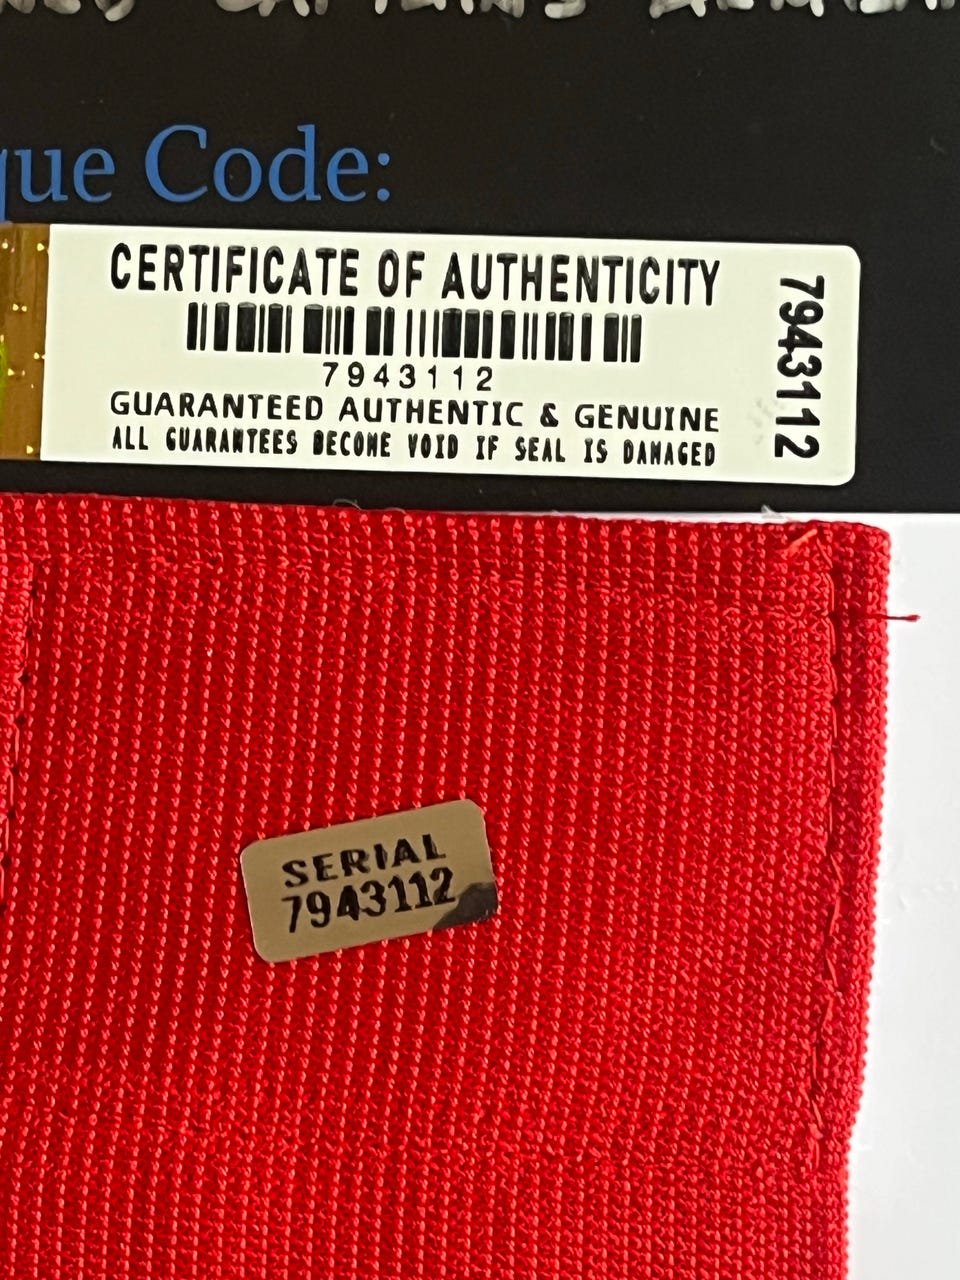 que Code:
CERTIFICATE OF AUTHENTICITY
7943112
GUARANTEED AUTHENTIC & GENUINE
ALL GUARANTEES BECOME VOID IF SEAL IS DAMAGED
7943112
SERIAL
7943112